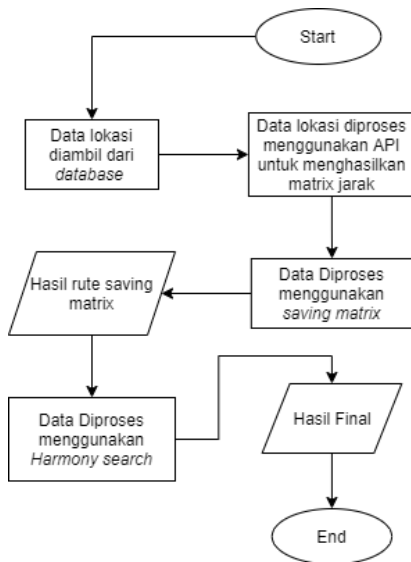 Start
Data lokasi
diambil dari
database
Data lokasi diproses
menggunakan API
untuk menghasilkan
matrix jarak
Data Diproses
menggunakan
saving matrix
Hasil rute saving
matrix
Data Diproses
menggunakan
Harmony search
Hasil Final
End